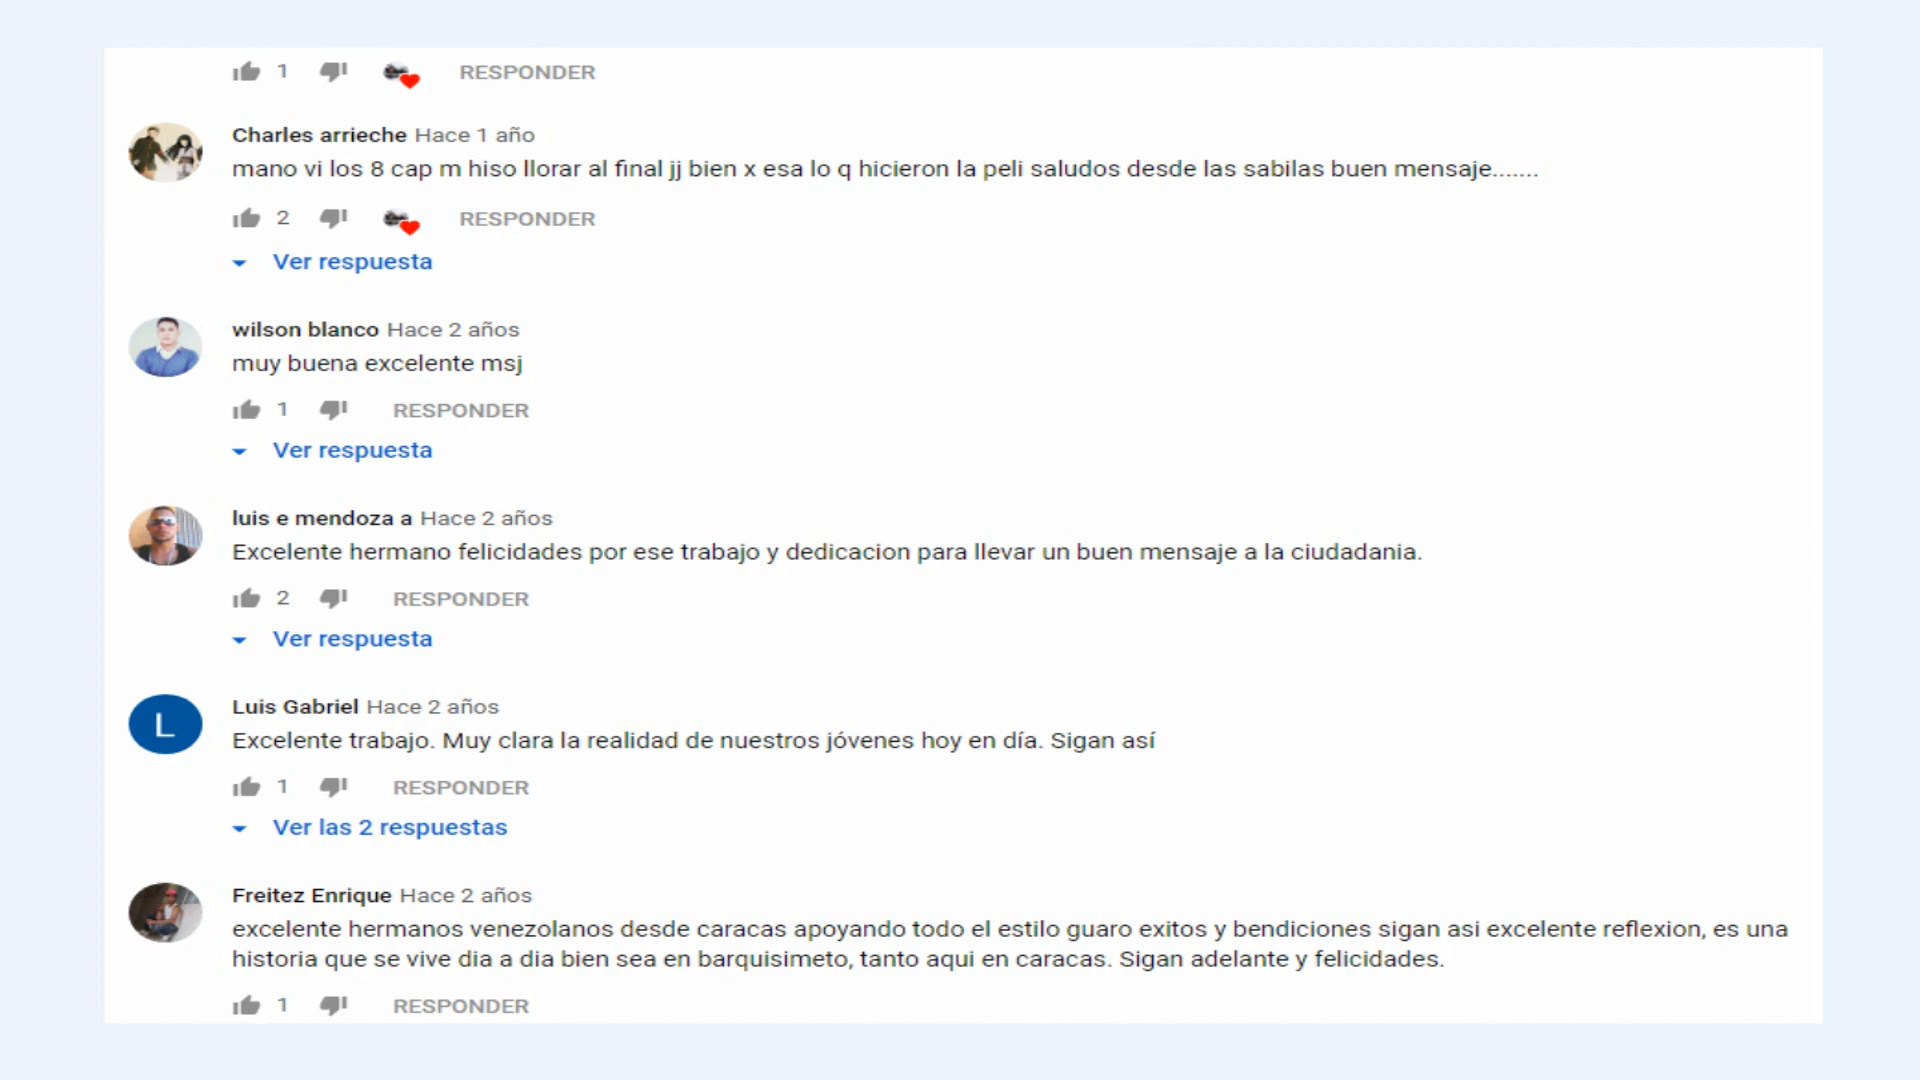 1 RESPONDER
Charles arrieche Hace 1 año
mano vi los 8 cap m hiso llorar al final jj bien x esa lo q hicieron la peli saludos desde las sabilas buen mensaje.......
2 RESPONDER
Ver respuesta
wilson blanco Hace 2 años
muy buena excelente msj
1 RESPONDER
Ver respuesta
luis e mendoza a Hace 2 años
Excelente hermano felicidades por ese trabajo y dedicacion para llevar un buen mensaje a la ciudadania.
2 RESPONDER
Ver respuesta
L
Luis Gabriel Hace 2 años
Excelente trabajo. Muy clara la realidad de nuestros jóvenes hoy en día. Sigan así
1 RESPONDER
Ver las 2 respuestas
Freitez Enrique Hace 2 años
excelente hermanos venezolanos desde caracas apoyando todo el estilo guaro exitos y bendiciones sigan asi excelente reflexion, es una
historia que se vive dia a dia bien sea en barquisimeto, tanto aqui en caracas. Sigan adelante y felicidades.
1 RESPONDER